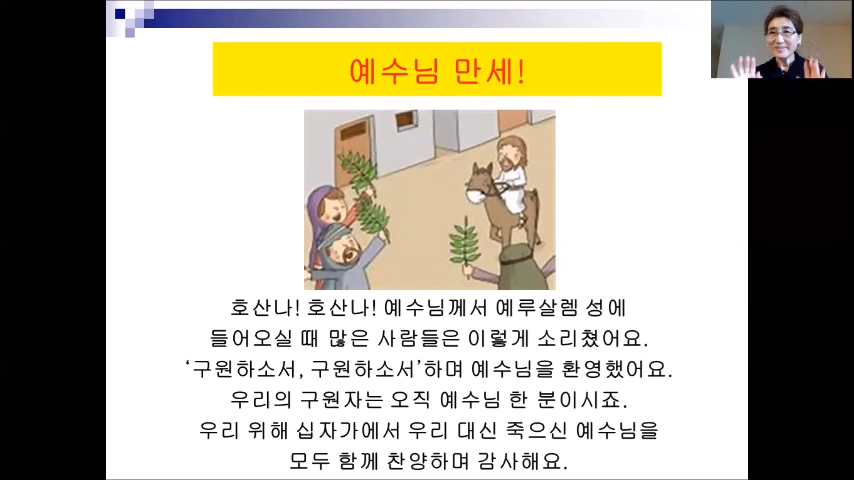 예수님 만세!
호산나! 호산나! 예수님께서 예루살렘 성에
들어오실 때 많은 사람들은 이렇게 소리쳤어요.
‘구원하소서, 구원하소서’하며 예수님을 환영했어요.
우리의 구원자는 오직 예수님 한 분이시죠.
우리 위해 십자가에서 우리 대신 죽으신 예수님을
모두 함께 찬양하며 감사해요.